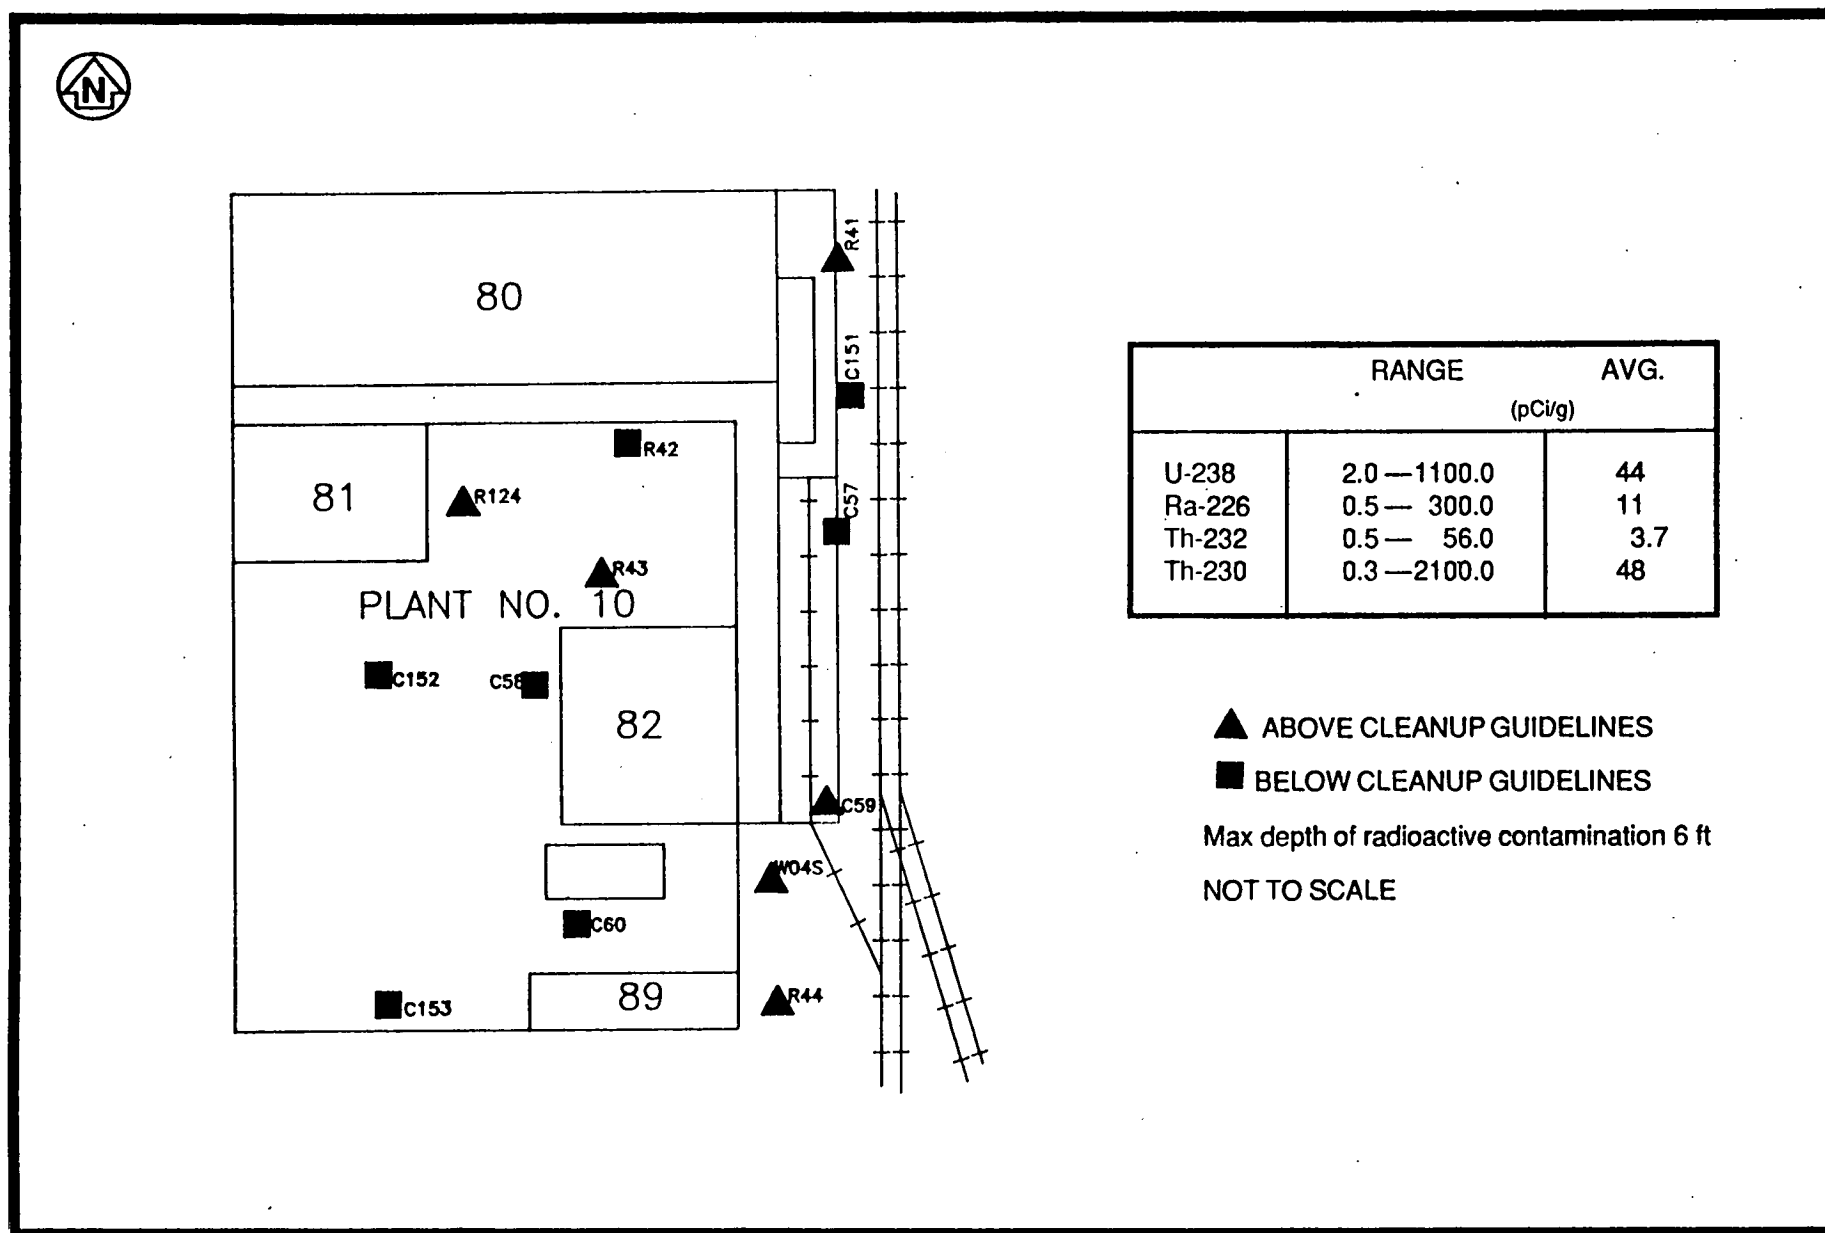 N
R41
80
C151
R42
81
R124
C57
R43
PLANT NO. 10
C152
C58
82
C59
W04S
C60
89
R44
C153
RANGE AVG.
(pCi/g)
U-238 2.0 — 1100.0 44
Ra-226 0.5 — 300.0 11
Th-232 0.5 — 56.0 3.7
Th-230 0.3 — 2100.0 48
ABOVE CLEANUP GUIDELINES
BELOW CLEANUP GUIDELINES
Max depth of radioactive contamination 6 ft
NOT TO SCALE